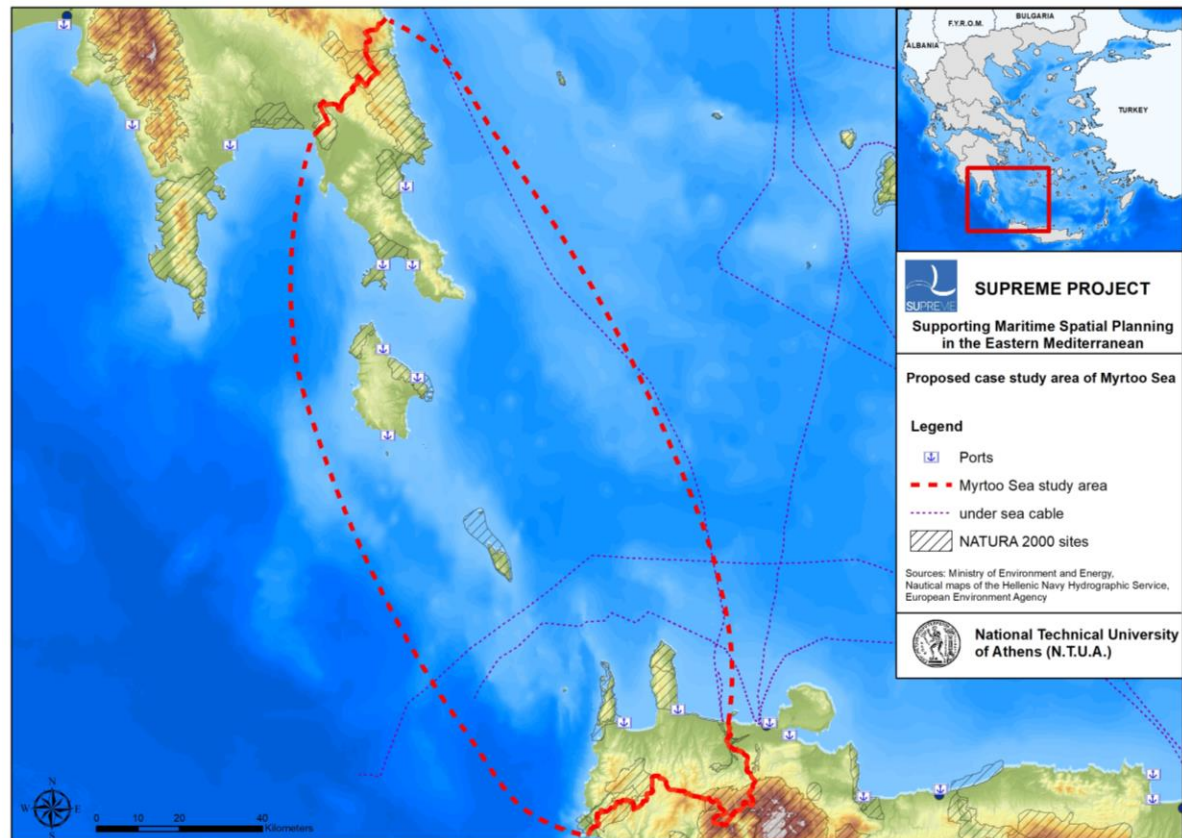 F.Y.R.O.M.
BULGARIA
ALBANIA
TURKEY
SUPREME
SUPREME PROJECT
Supporting Maritime Spatial Planning
in the Eastern Mediterranean
Proposed case study area of Myrtoo Sea
Legend
Ports
Myrtoo Sea study area
under sea cable
NATURA 2000 sites
Sources: Ministry of Environment and Energy,
Nautical maps of the Hellenic Navy Hydrographic Service,
European Environment Agency
National Technical University
of Athens (N.T.U.A.)
N
W E
S
0 10 20 40
Kilometers